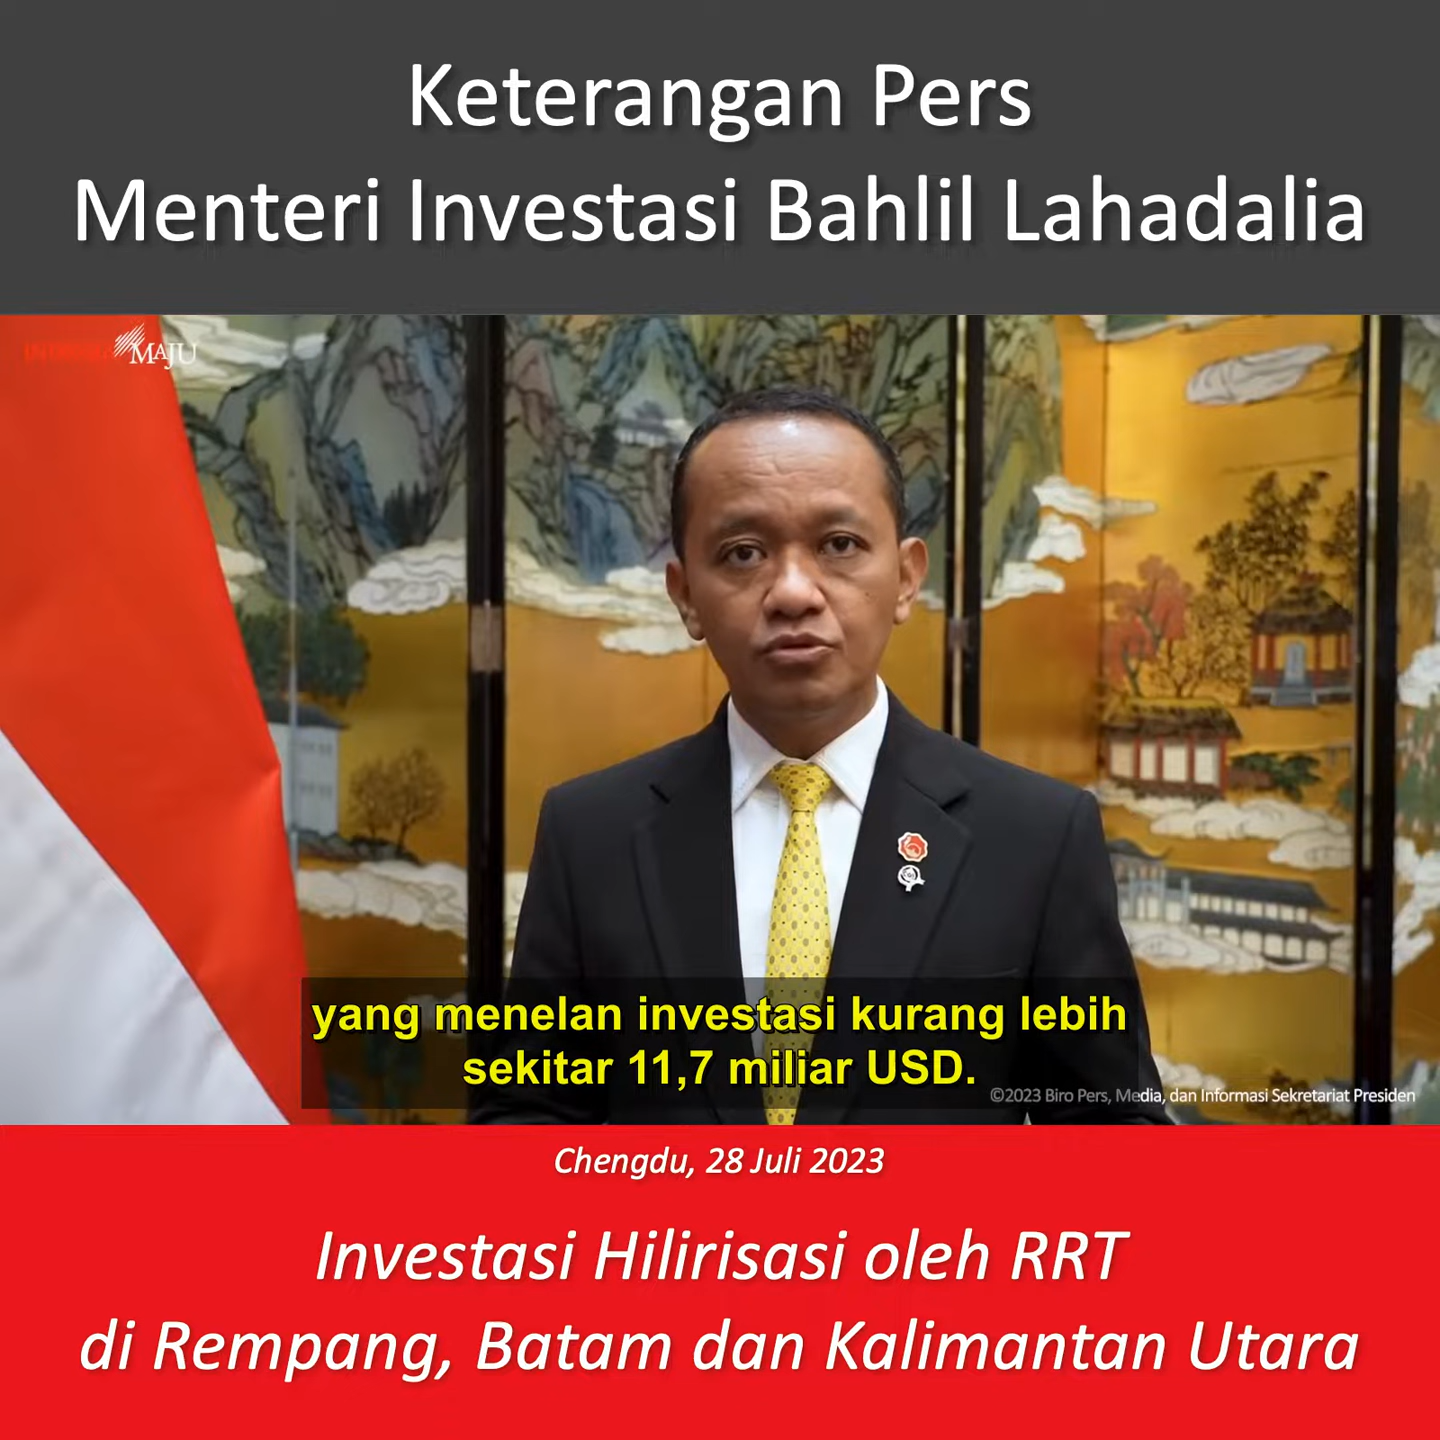 Keterangan Pers
Menteri Investasi Bahlil Lahadalia
INDONESIA MAJU
yang menelan investasi kurang lebih
sekitar 11,7 miliar USD.
©2023 Biro Pers, Media, dan Informasi Sekretariat Presiden
Chengdu, 28 Juli 2023
Investasi Hilirisasi oleh RRT
di Rempang, Batam dan Kalimantan Utara